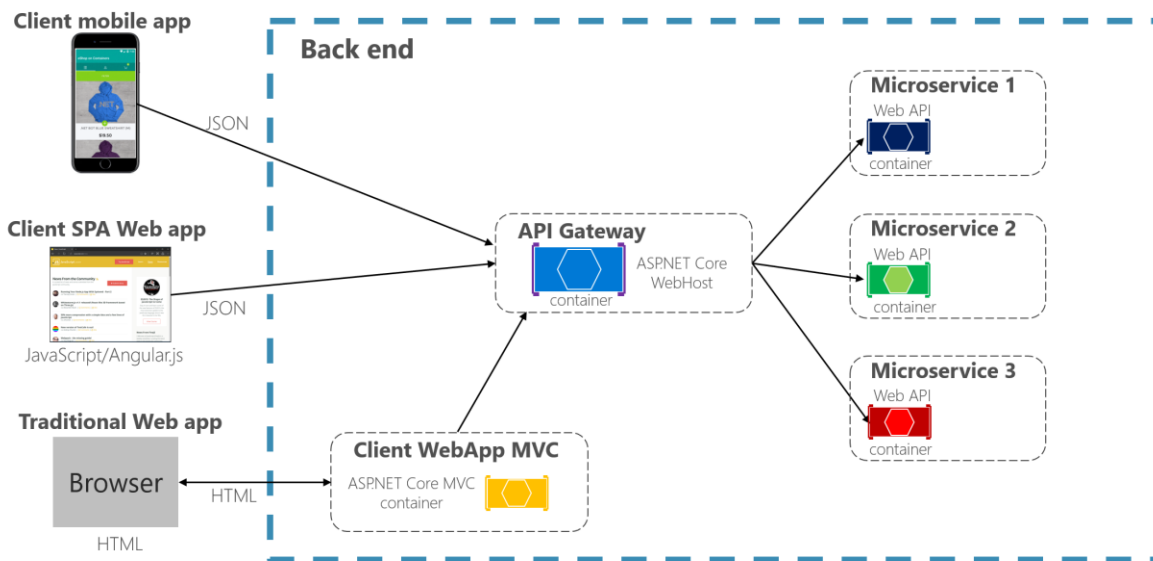 Client mobile app
JSON
Client SPA Web app
JSON
JavaScript/Angular.js
Traditional Web app
Browser
HTML
HTML
Back end
API Gateway
ASP.NET Core
WebHost
container
Client WebApp MVC
ASP.NET Core MVC
container
Microservice 1
Web API
container
Microservice 2
Web API
container
Microservice 3
Web API
container